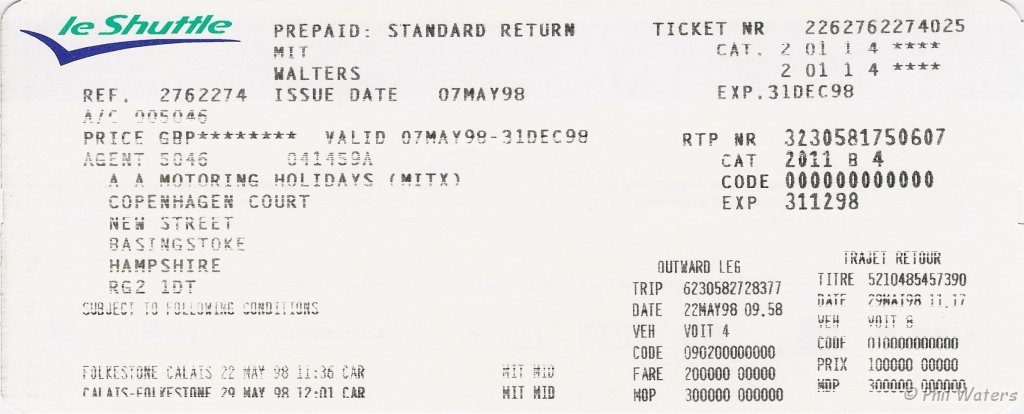 le Shuttle
PREPAID: STANDARD RETURN
MIT
WALTERS
REF. 2762274 ISSUE DATE 07MAY98
A/C 005046
PRICE GBP******** VALID 07MAY98-31DEC98
AGENT 5046 041459A
A A MOTORING HOLIDAYS (MITX)
COPENHAGEN COURT
NEW STREET
BASINGSTOKE
HAMPSHIRE
RG2 1DT
SUBJECT TO FOLLOWING CONDITIONS
FOLKESTONE CALAIS 22 MAY 98 11:36 CAR MIT MID
CALAIS-FOLKESTONE 29 MAY 98 12:01 CAR MIT MID
TICKET NR 2262762274025
CAT. 2 01 1 4 ****
2 01 1 4 ****
EXP.31DEC98
RTP NR 3230581750607
CAT 2011 B 4
CODE 000000000000
EXP 311298
OUTWARD LEG
TRIP 6230582728377
DATE 22MAY98 09.58
VEH VOIT 4
CODE 090200000000
FARE 200000 00000
MOP 300000 000000
TRAJET RETOUR
TITRE 5210485457390
DATE 29MAI98 11.17
VEH VOIT 8
CODE 010000000000
PRIX 100000 00000
MOP 300000 000000
© Phil Waters